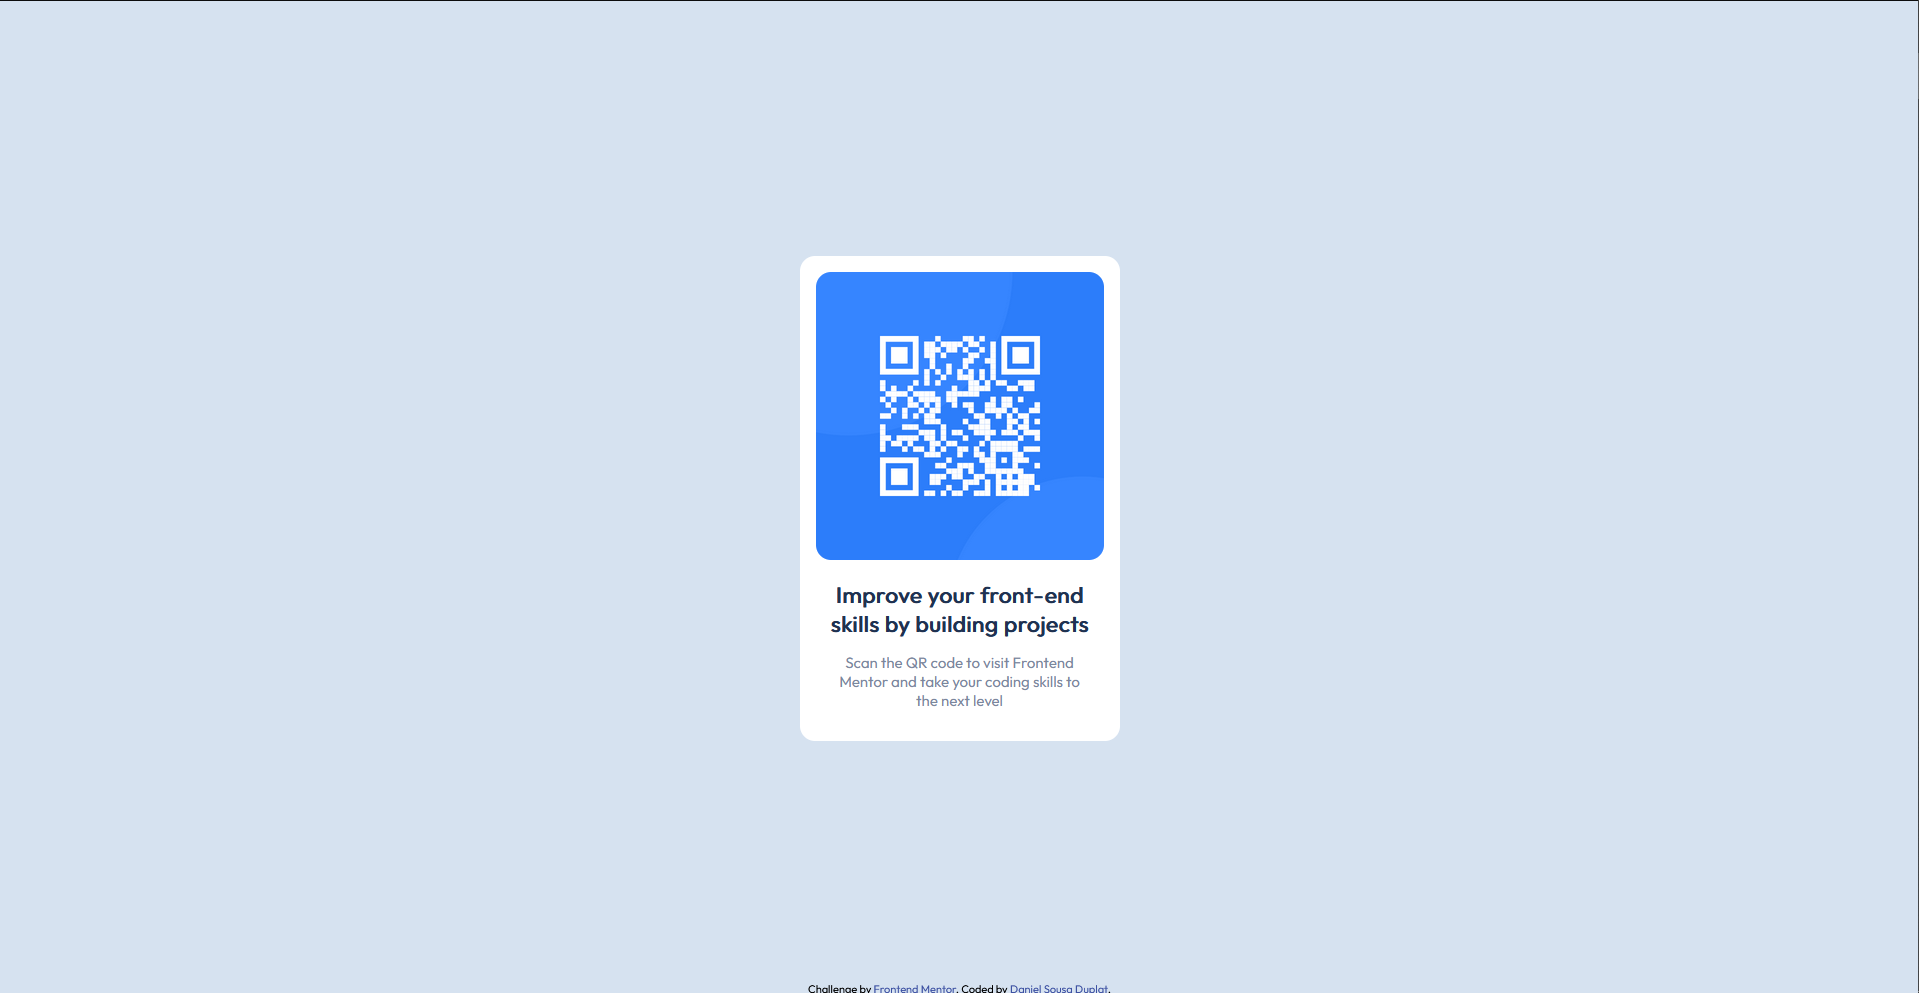 Improve your front-end
skills by building projects
Scan the QR code to visit Frontend
Mentor and take your coding skills to
the next level
Challenge by Frontend Mentor. Coded by Daniel Sousa Duplat.